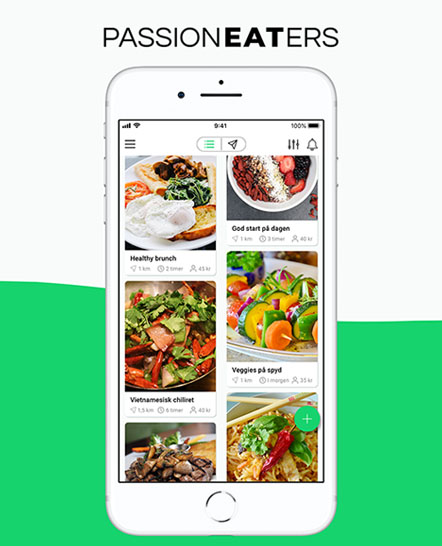 PASSIONEATERS
9:41
100%
Healthy brunch
1 km
2 timer
45 kr
God start på dagen
1 km
3 timer
40 kr
Vietnamesisk chiliret
1,5 km
6 timer
40 kr
Veggies på spyd
1 km
I morgen
35 kr